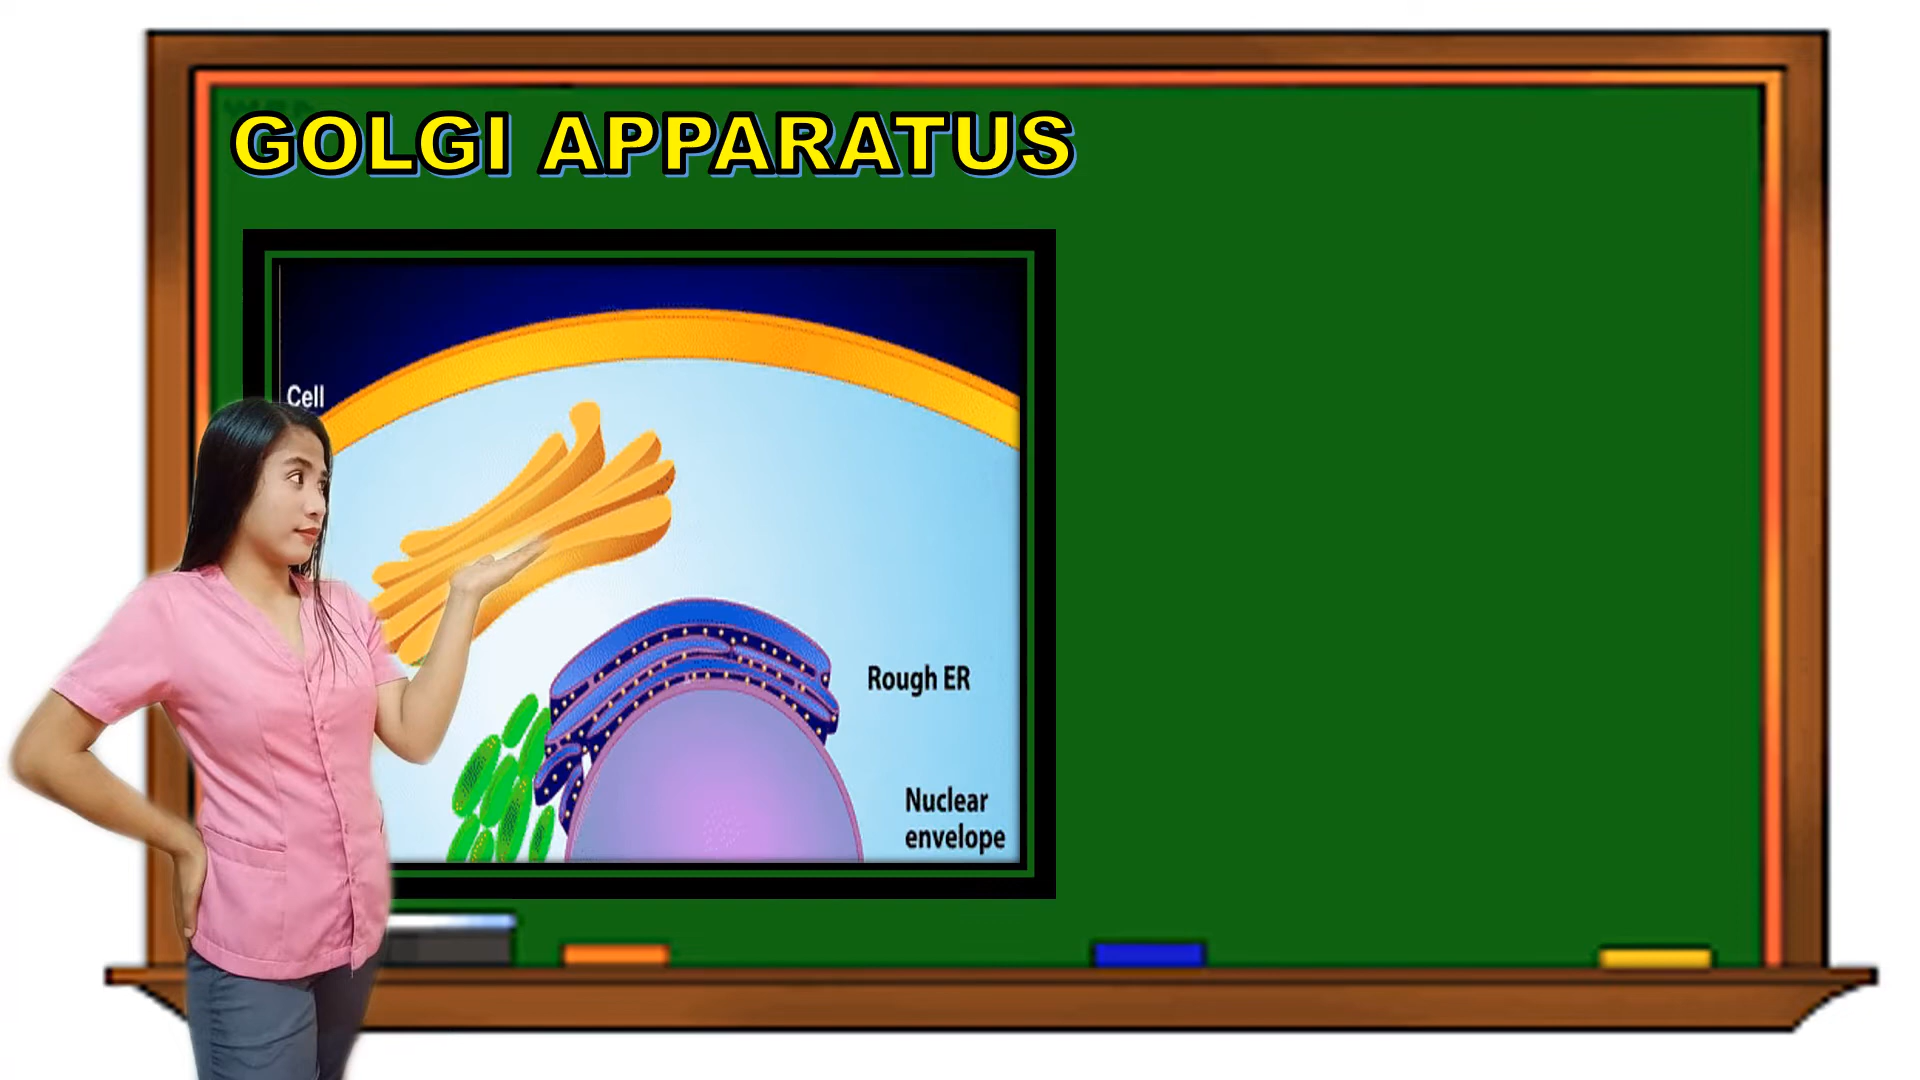 GOLGI APPARATUS
Cell
Rough ER
Nuclear
envelope